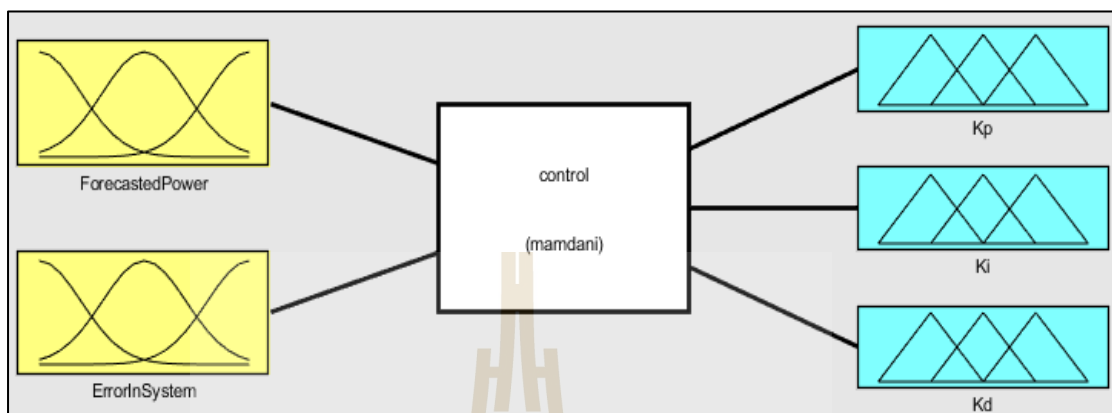 ForecastedPower
ErrorInSystem
control
(mamdani)
Kp
Ki
Kd